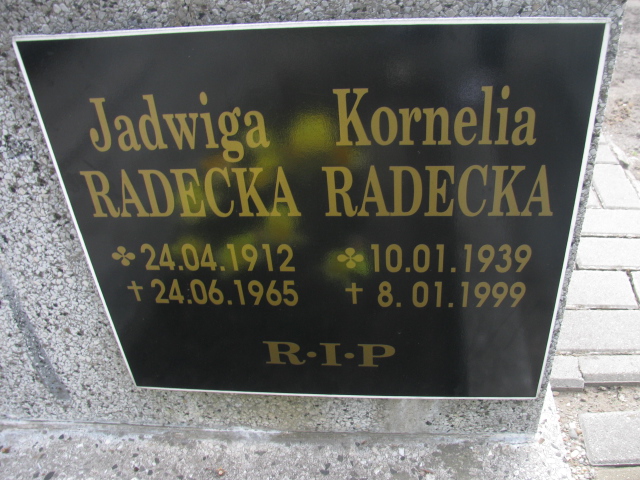 Jadwiga Kornelia
RADECKA RADECKA
24.04.1912 10.01.1939
✝ 24.06.1965 ✝ 8.01.1999
R·I·P